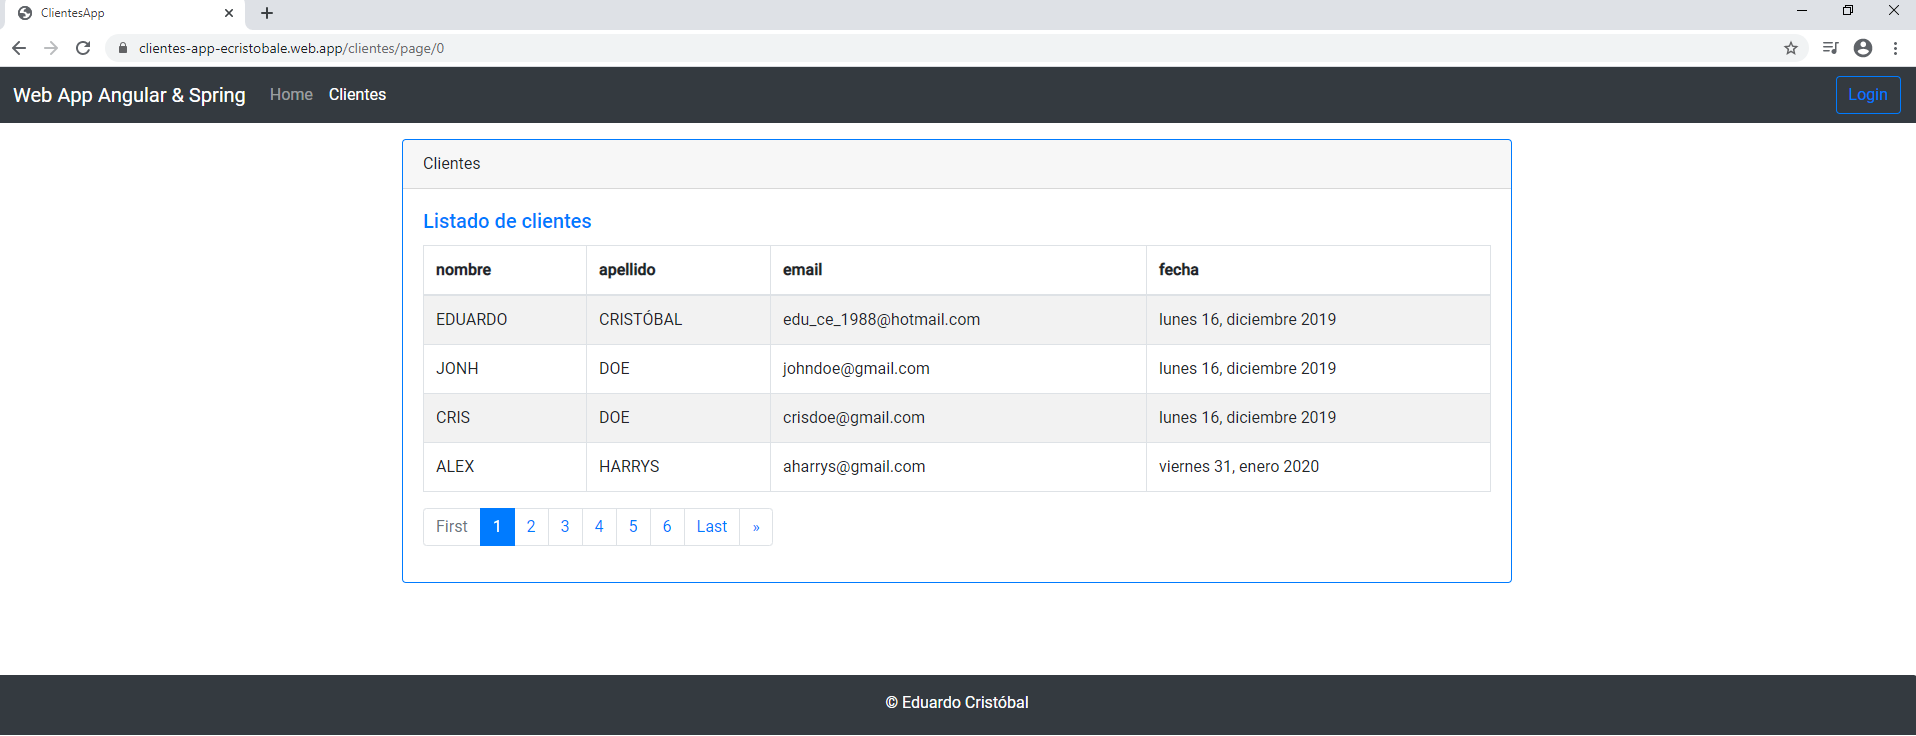 ClientesApp
clientes-app-ecristobale.web.app/clientes/page/0
Web App Angular & Spring Home Clientes Login
Clientes
Listado de clientes
nombre apellido email fecha
EDUARDO CRISTÓBAL edu_ce_1988@hotmail.com lunes 16, diciembre 2019
JONH DOE johndoe@gmail.com lunes 16, diciembre 2019
CRIS DOE crisdoe@gmail.com lunes 16, diciembre 2019
ALEX HARRYS aharrys@gmail.com viernes 31, enero 2020
First 1 2 3 4 5 6 Last »
© Eduardo Cristóbal